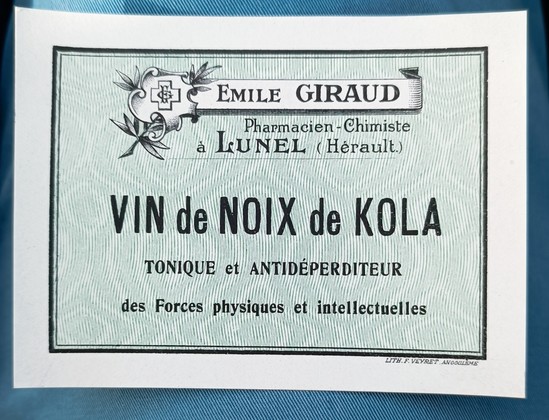 EMILE GIRAUD
Pharmacien-Chimiste
à LUNEL (Hérault.)
VIN de NOIX de KOLA
TONIQUE et ANTIDÉPERDITEUR
des Forces physiques et intellectuelles
LITH. F. VEYRET ANGOULÊME